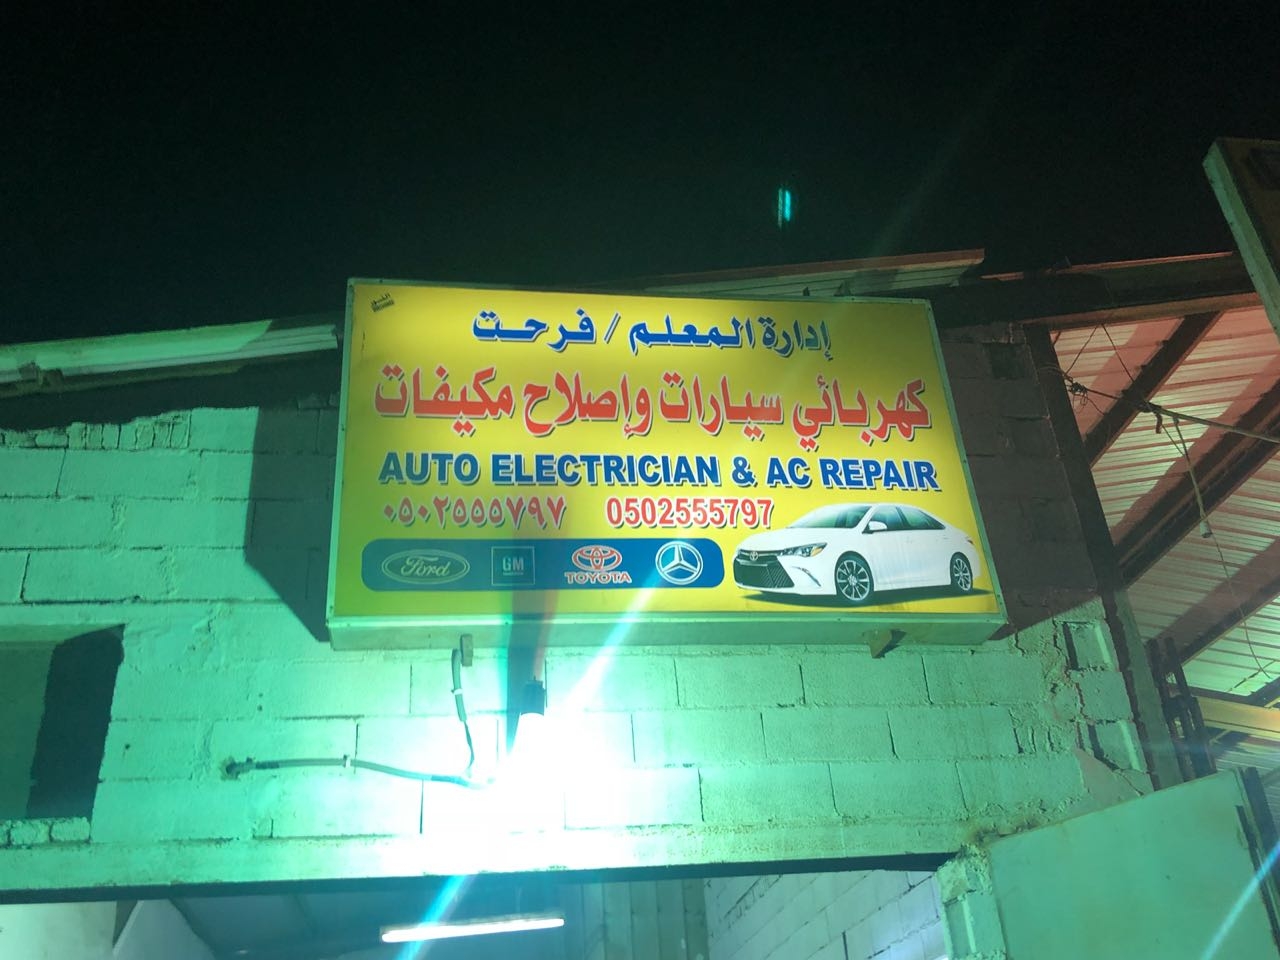 إدارة المعلم / فرحت
كهربائي سيارات وإصلاح مكيفات
AUTO ELECTRICIAN & AC REPAIR
٠٥٠٢٥٥٥٧٩٧ 0502555797
Ford GM TOYOTA